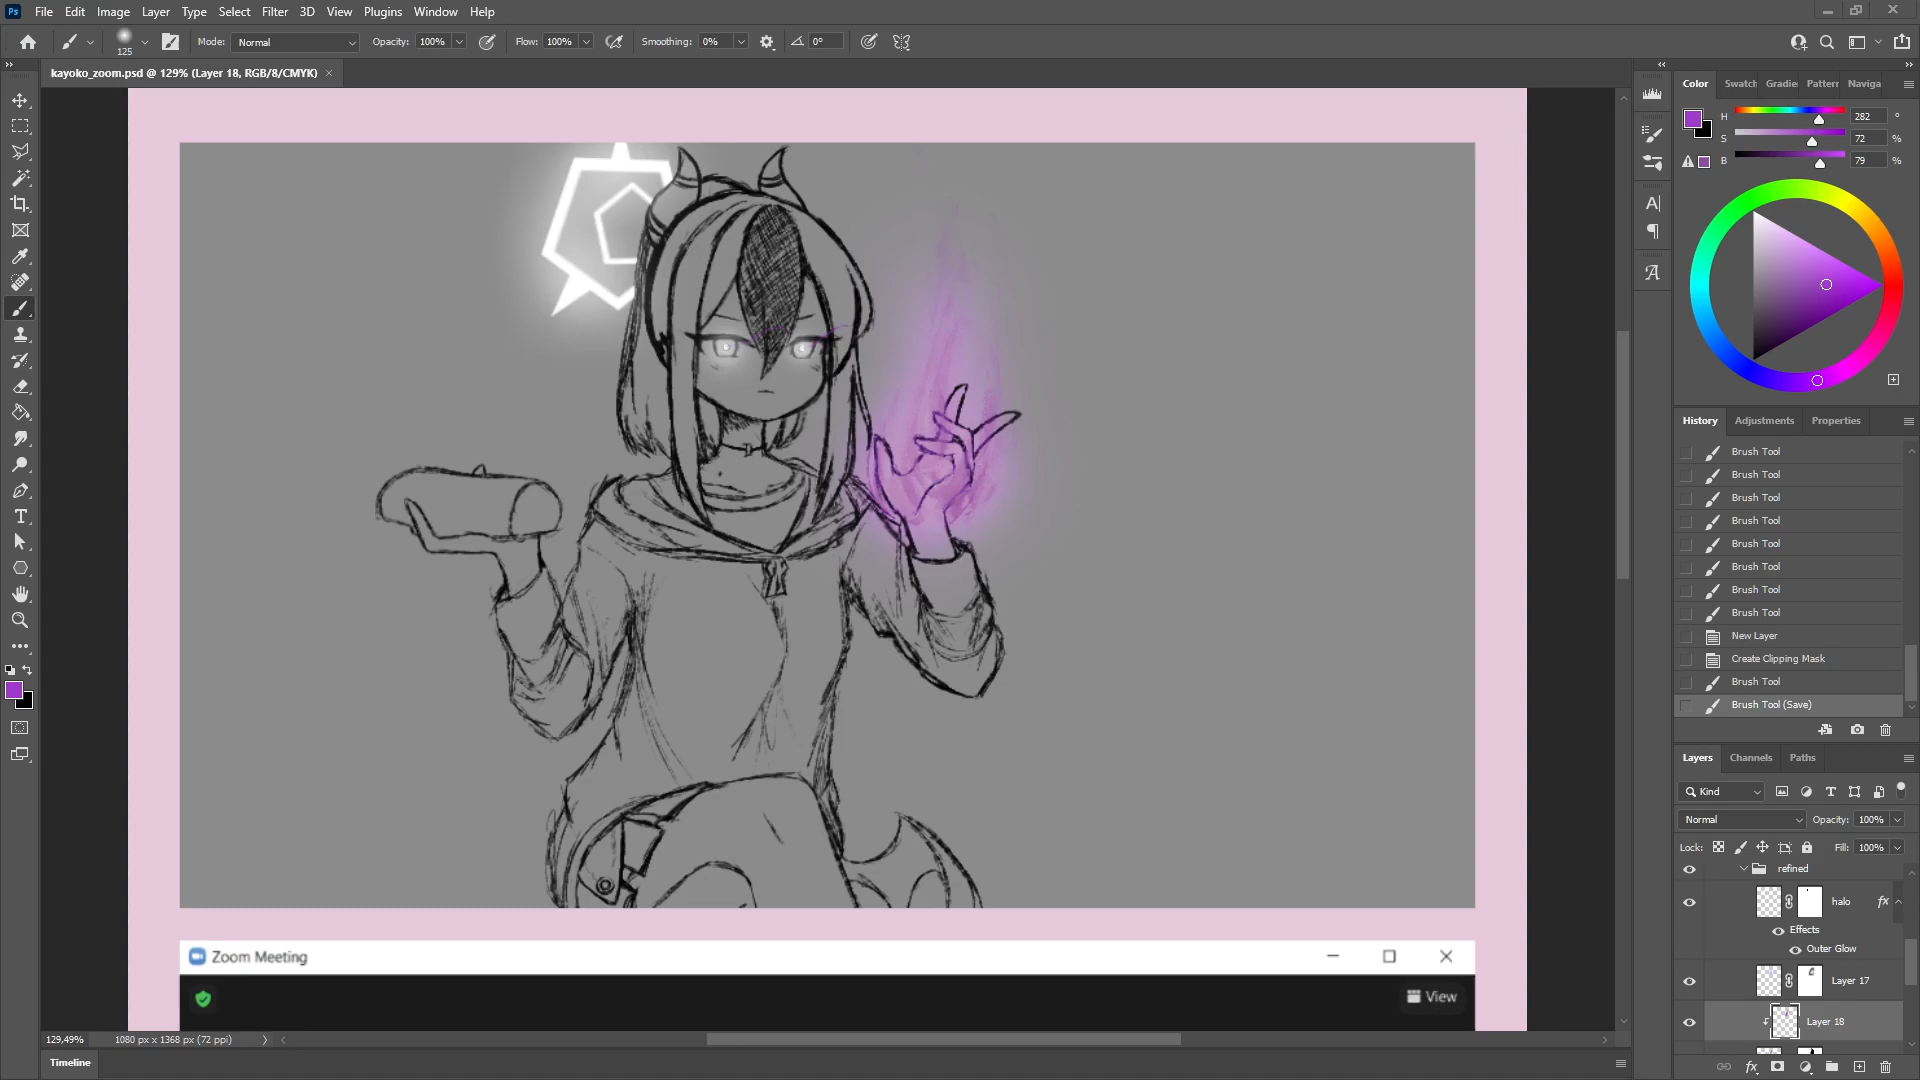 Ps File Edit Image Layer Type Select Filter 3D View Plugins Window Help
125 Mode: Normal Opacity: 100% Flow: 100% Smoothing: 0% 0°
kayoko_zoom.psd @ 129% (Layer 18, RGB/8/CMYK) ×
Color Swatch Gradie Patterr Naviga
H 282 °
S 72 %
B 79 %
History Adjustments Properties
Brush Tool
Brush Tool
Brush Tool
Brush Tool
Brush Tool
Brush Tool
Brush Tool
Brush Tool
New Layer
Create Clipping Mask
Brush Tool
Brush Tool (Save)
Layers Channels Paths
Kind
Normal Opacity: 100%
Lock: Fill: 100%
refined
halo fx
Effects
Outer Glow
Layer 17
Layer 18
fx
Zoom Meeting
View
129,49% 1080 px x 1368 px (72 ppi)
Timeline